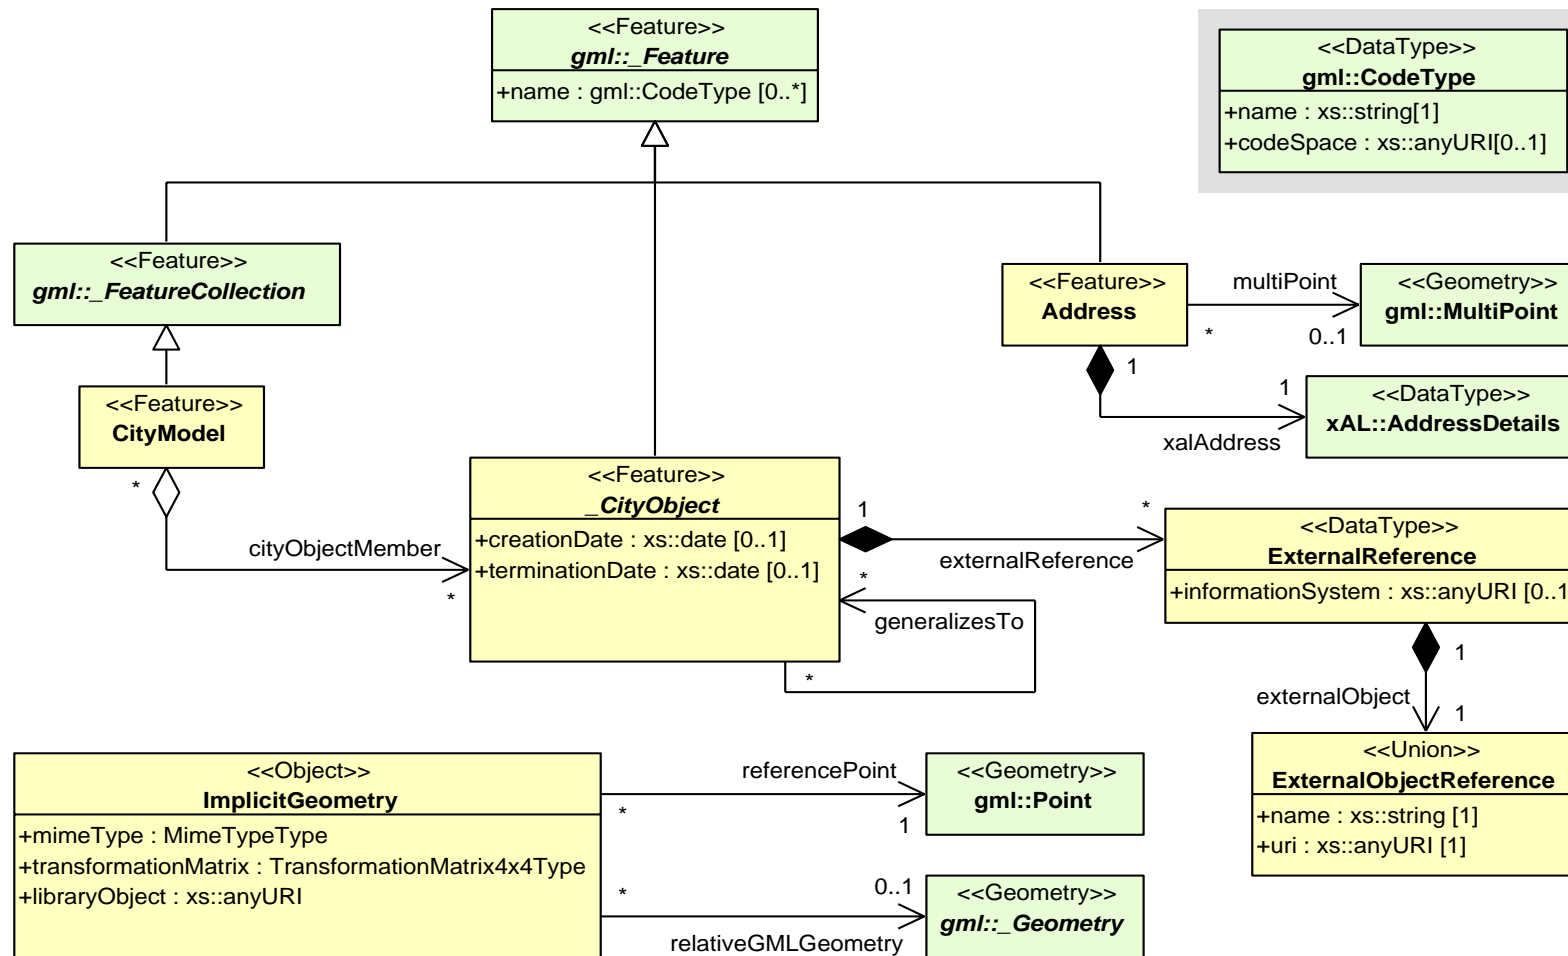 <<Feature>>
gml::_Feature
+name : gml::CodeType [0..*]
<<DataType>>
gml::CodeType
+name : xs::string[1]
+codeSpace : xs::anyURI[0..1]
<<Feature>>
gml::_FeatureCollection
<<Feature>>
Address
multiPoint
*
0..1
<<Geometry>>
gml::MultiPoint
1
1
xalAddress
<<DataType>>
xAL::AddressDetails
<<Feature>>
CityModel
*
cityObjectMember
*
<<Feature>>
_CityObject
+creationDate : xs::date [0..1]
+terminationDate : xs::date [0..1]
1
*
externalReference
*
generalizesTo
*
<<DataType>>
ExternalReference
+informationSystem : xs::anyURI [0..1
1
externalObject
1
<<Union>>
ExternalObjectReference
+name : xs::string [1]
+uri : xs::anyURI [1]
<<Object>>
ImplicitGeometry
+mimeType : MimeTypeType
+transformationMatrix : TransformationMatrix4x4Type
+libraryObject : xs::anyURI
referencePoint
*
1
<<Geometry>>
gml::Point
*
0..1
relativeGMLGeometry
<<Geometry>>
gml::_Geometry